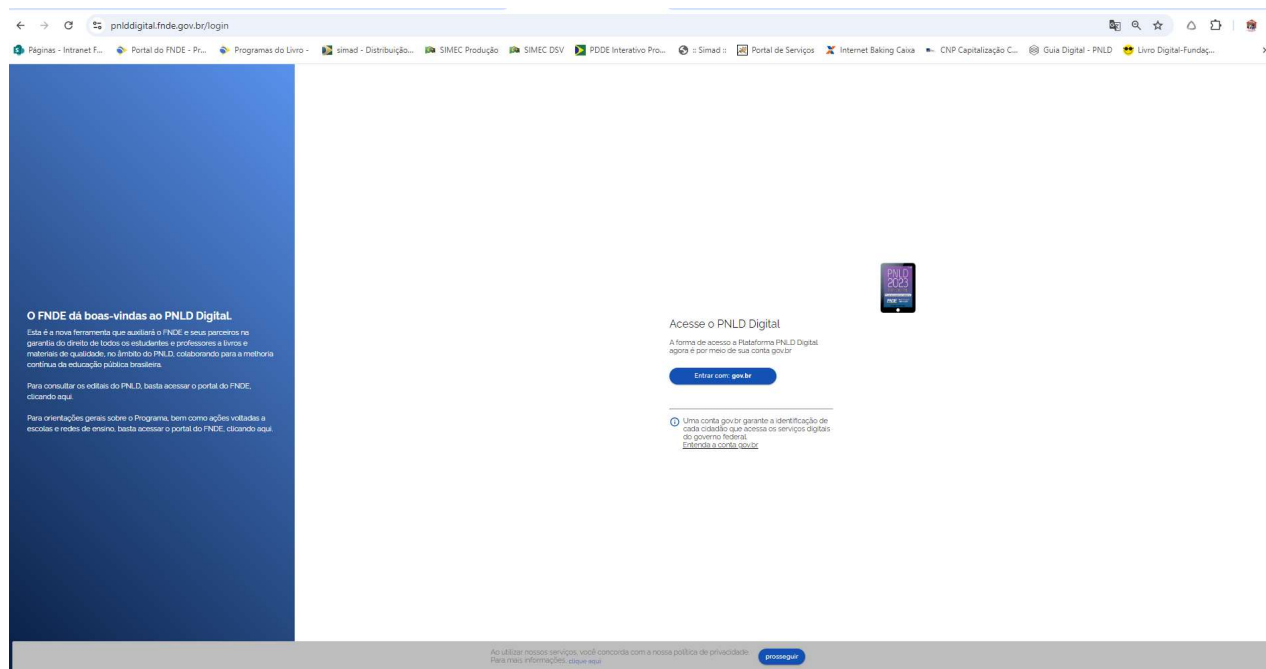 pnlddigital.fnde.gov.br/login
Páginas - Intranet F... Portal do FNDE - Pr... Programas do Livro - simad - Distribuição... SIMEC Produção SIMEC DSV PDDE Interativo Pro... :: Simad :: Portal de Serviços Internet Baking Caixa CNP Capitalização C... Guia Digital - PNLD Livro Digital-Fundaç...
O FNDE dá boas-vindas ao PNLD Digital.
Esta é a nova ferramenta que auxiliará o FNDE e seus parceiros na
garantia do direito de todos os estudantes e professores a livros e
materiais de qualidade, no âmbito do PNLD, colaborando para a melhoria
contínua da educação pública brasileira.
Para consultar os editais do PNLD, basta acessar o portal do FNDE,
clicando aqui.
Para orientações gerais sobre o Programa, bem como ações voltadas a
escolas e redes de ensino, basta acessar o portal do FNDE, clicando aqui.
PNLD
2023
FNDE
Acesse o PNLD Digital
A forma de acesso a Plataforma PNLD Digital
agora é por meio de sua conta gov.br
Entrar com: gov.br
Uma conta gov.br garante a identificação de
cada cidadão que acessa os serviços digitais
do governo federal.
Entenda a conta gov.br
Ao utilizar nossos serviços, você concorda com a nossa política de privacidade.
Para mais informações, clique aqui
prosseguir